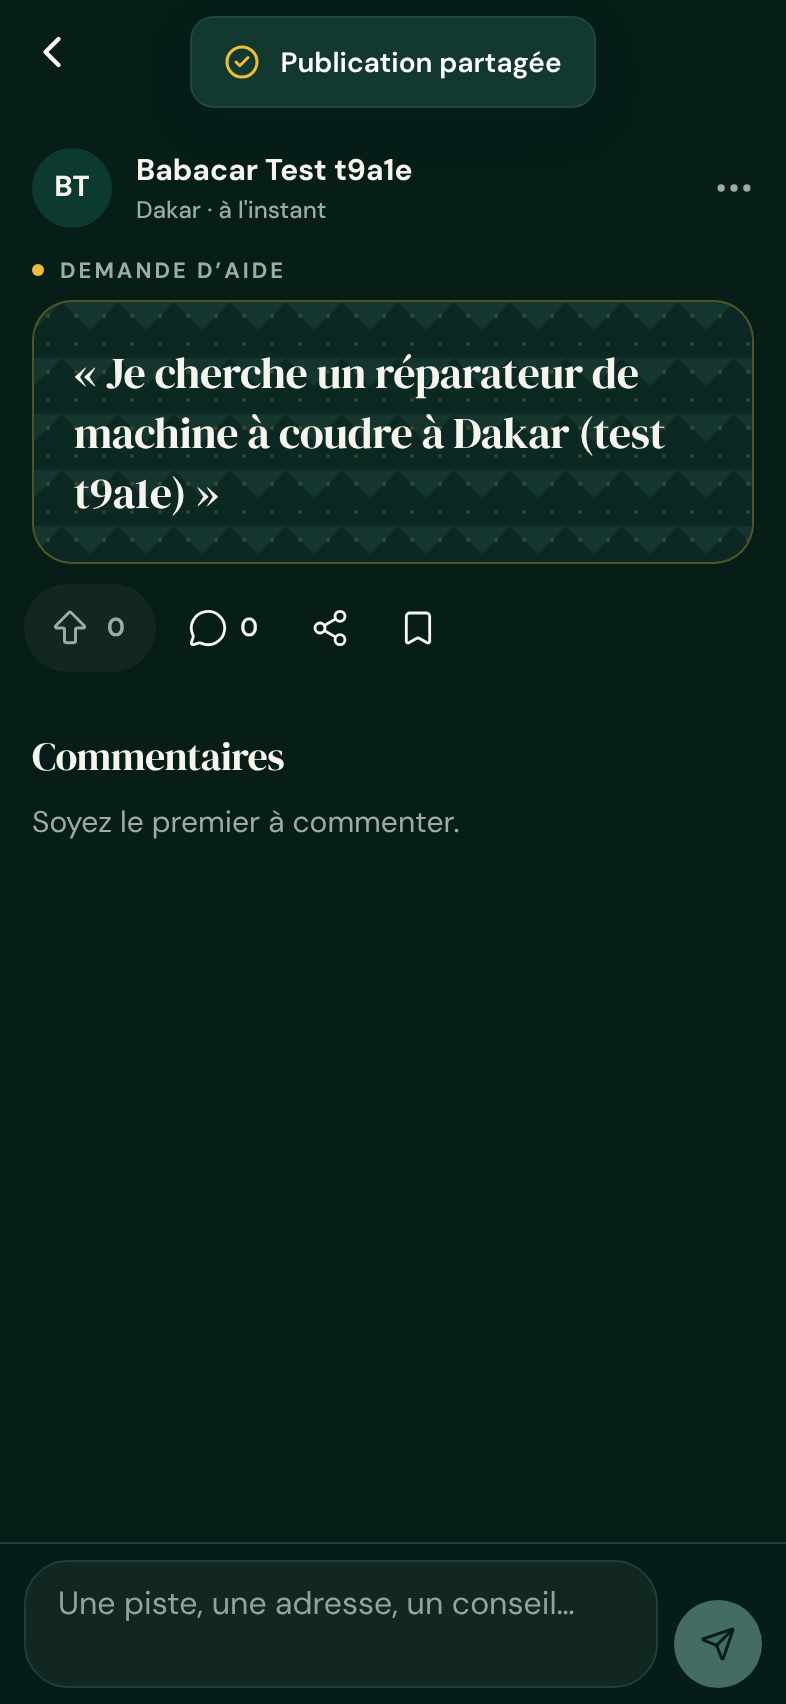 Publication partagée
BT
Babacar Test t9a1e
Dakar · à l'instant
DEMANDE D’AIDE
« Je cherche un réparateur de
machine à coudre à Dakar (test
t9a1e) »
0
0
Commentaires
Soyez le premier à commenter.
Une piste, une adresse, un conseil…